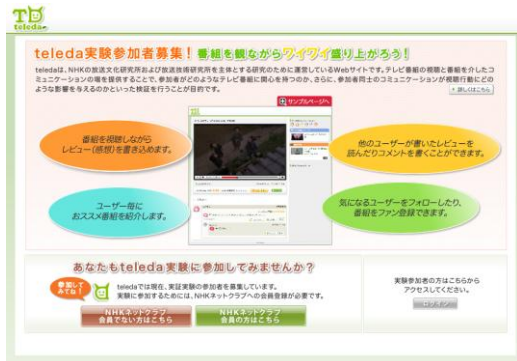 teleda
teleda実験参加者募集！番組を観ながらワイワイ盛り上がろう！
teledaは、NHKの放送文化研究所および放送技術研究所を主体とする研究のために運営しているWebサイトです。テレビ番組の視聴と番組を介したコ
ミュニケーションの場を提供することで、参加者がどのようなテレビ番組に関心を持つのか、さらに、参加者同士のコミュニケーションが視聴行動にどの
ような影響を与えるのかといった検証を行うことが目的です。
詳しくはこちら
サンプルページへ
番組を視聴しながら
レビュー（感想）を書き込めます。
他のユーザーが書いたレビューを
読んだりコメントを書くことができます。
ユーザー毎に
おススメ番組を紹介します。
気になるユーザーをフォローしたり、
番組をファン登録できます。
あなたもteleda実験に参加してみませんか？
参加して
みてね！
teledaでは現在、実証実験の参加者を募集しています。
実験に参加するためには、NHKネットクラブへの会員登録が必要です。
NHKネットクラブ
会員でない方はこちら
NHKネットクラブ
会員の方はこちら
実験参加者の方はこちらから
アクセスしてください。
ログイン